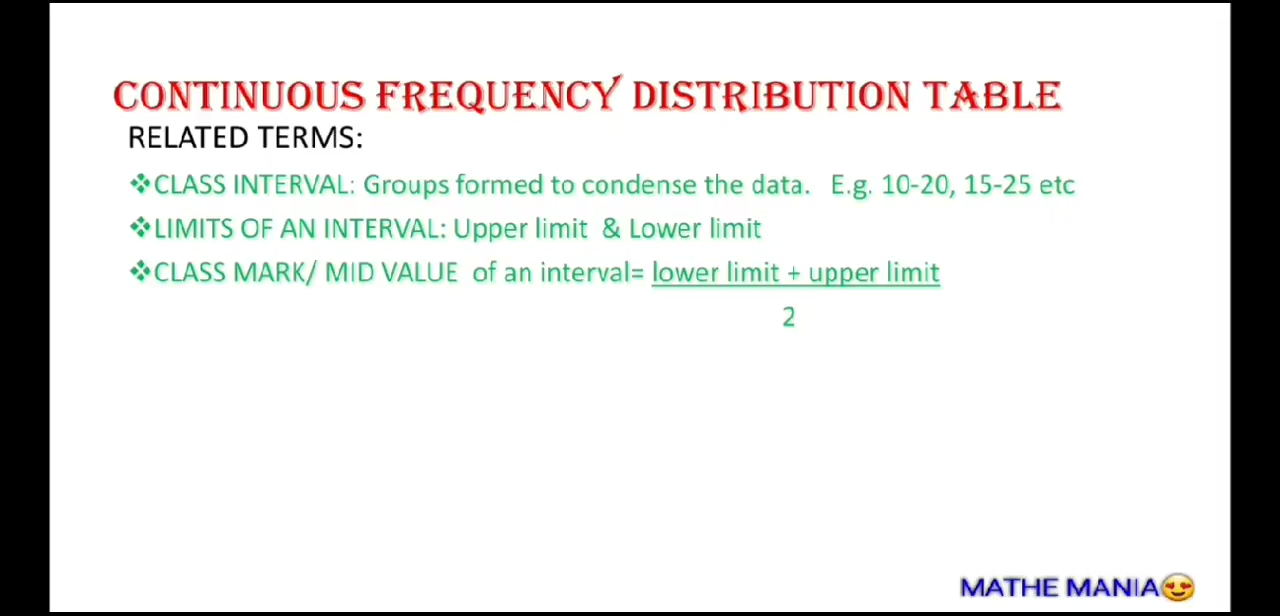 CONTINUOUS FREQUENCY DISTRIBUTION TABLE
RELATED TERMS:
❖CLASS INTERVAL: Groups formed to condense the data. E.g. 10-20, 15-25 etc
❖LIMITS OF AN INTERVAL: Upper limit & Lower limit
❖CLASS MARK/ MID VALUE of an interval= lower limit + upper limit
2
MATHE MANIA😍